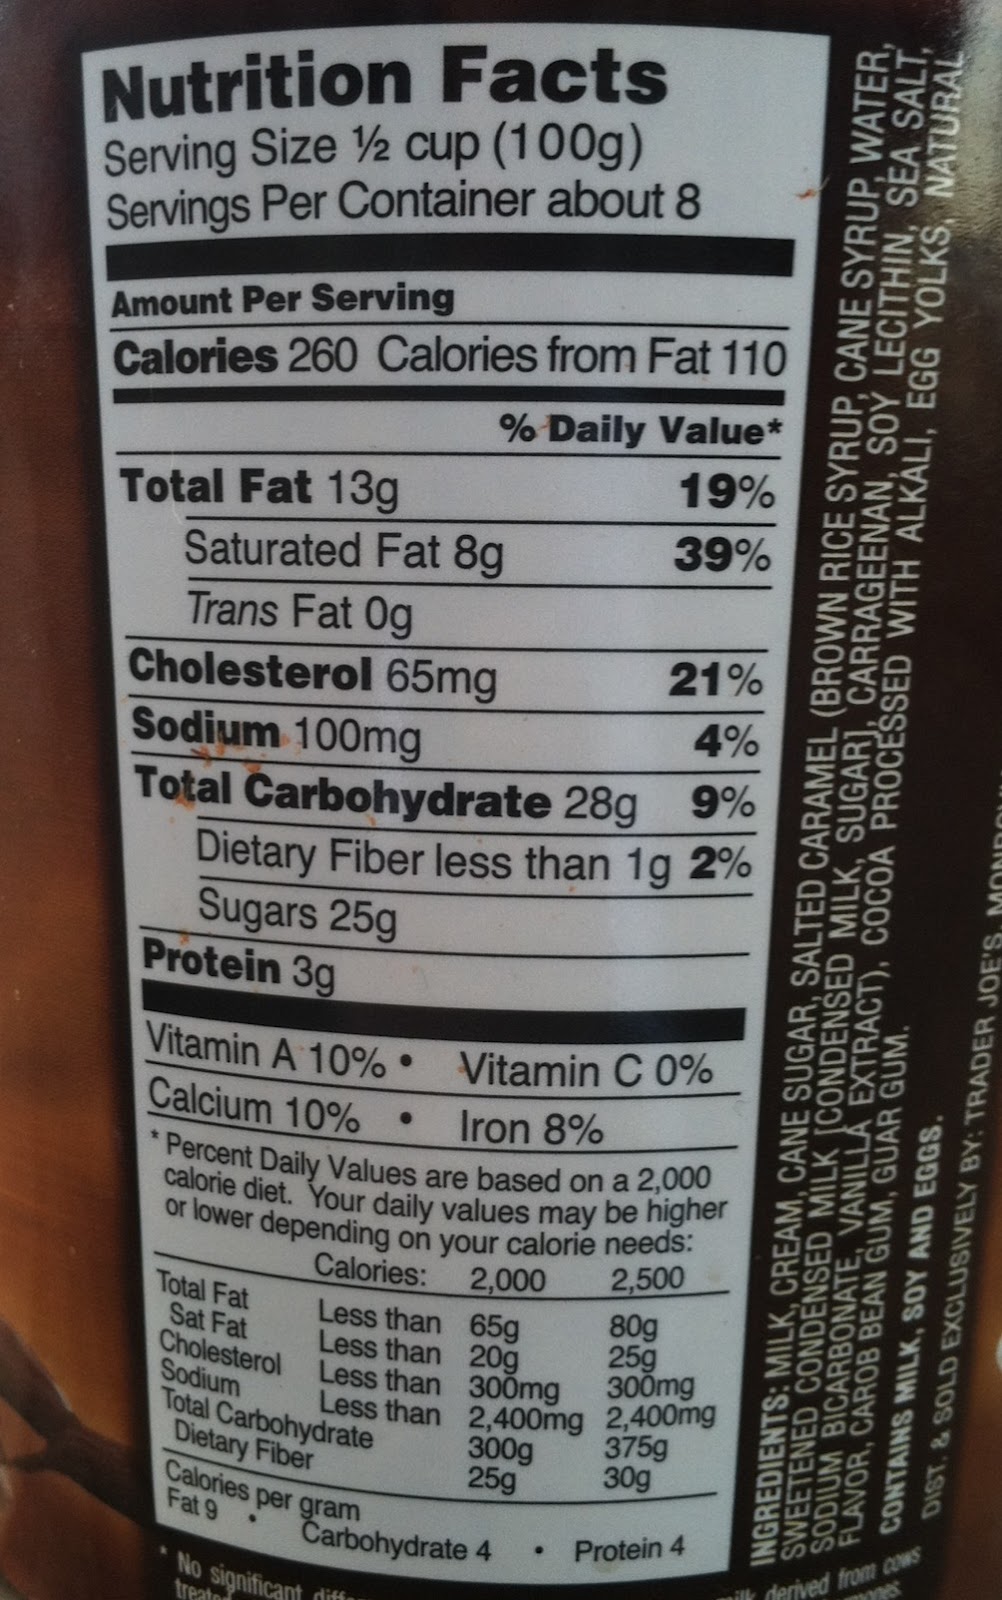 Nutrition Facts
Serving Size ½ cup (100g)
Servings Per Container about 8
Amount Per Serving
Calories 260 Calories from Fat 110
% Daily Value*
Total Fat 13g 19%
Saturated Fat 8g 39%
Trans Fat 0g
Cholesterol 65mg 21%
Sodium 100mg 4%
Total Carbohydrate 28g 9%
Dietary Fiber less than 1g 2%
Sugars 25g
Protein 3g
Vitamin A 10% • Vitamin C 0%
Calcium 10% • Iron 8%
* Percent Daily Values are based on a 2,000
calorie diet. Your daily values may be higher
or lower depending on your calorie needs:
Calories: 2,000 2,500
Total Fat Less than 65g 80g
Sat Fat Less than 20g 25g
Cholesterol Less than 300mg 300mg
Sodium Less than 2,400mg 2,400mg
Total Carbohydrate 300g 375g
Dietary Fiber 25g 30g
Calories per gram
Fat 9 • Carbohydrate 4 • Protein 4
INGREDIENTS: MILK, CREAM, CANE SUGAR, SALTED CARAMEL (BROWN RICE SYRUP, CANE SYRUP, WATER,
SWEETENED CONDENSED MILK [CONDENSED MILK, SUGAR], CARRAGEENAN, SOY LECITHIN, SEA SALT,
SODIUM BICARBONATE, VANILLA EXTRACT), COCOA PROCESSED WITH ALKALI, EGG YOLKS, NATURAL
FLAVOR, CAROB BEAN GUM, GUAR GUM.
CONTAINS MILK, SOY AND EGGS.
DIST. & SOLD EXCLUSIVELY BY: TRADER JOE'S,
* No significant
derived from cows